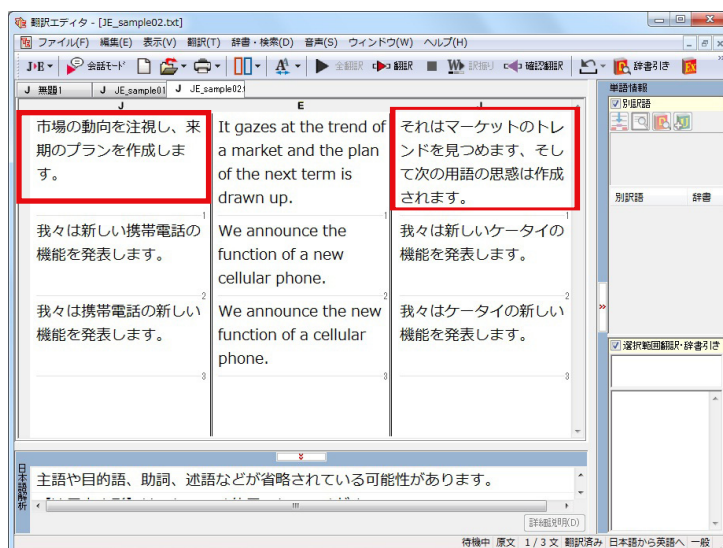 翻訳エディタ - [JE_sample02.txt]
ファイル(F) 編集(E) 表示(V) 翻訳(T) 辞書・検索(D) 音声(S) ウィンドウ(W) ヘルプ(H)
J▸E 会話モード 全翻訳 翻訳 訳振り 確認翻訳 辞書引き
J 無題1 J JE_sample01 J JE_sample02
単語情報
別訳語
別訳語 辞書
J E J
市場の動向を注視し、来
期のプランを作成しま
す。
It gazes at the trend of
a market and the plan
of the next term is
drawn up.
それはマーケットのトレ
ンドを見つめます、そし
て次の用語の思惑は作成
されます。
1 1
我々は新しい携帯電話の
機能を発表します。
We announce the
function of a new
cellular phone.
我々は新しいケータイの
機能を発表します。
2 2
我々は携帯電話の新しい
機能を発表します。
We announce the new
function of a cellular
phone.
我々はケータイの新しい
機能を発表します。
3 3
選択範囲翻訳・辞書引き
日本語解析
主語や目的語、助詞、述語などが省略されている可能性があります。
詳細説明(D)
待機中 原文 1 / 3 文 翻訳済み 日本語から英語へ 一般